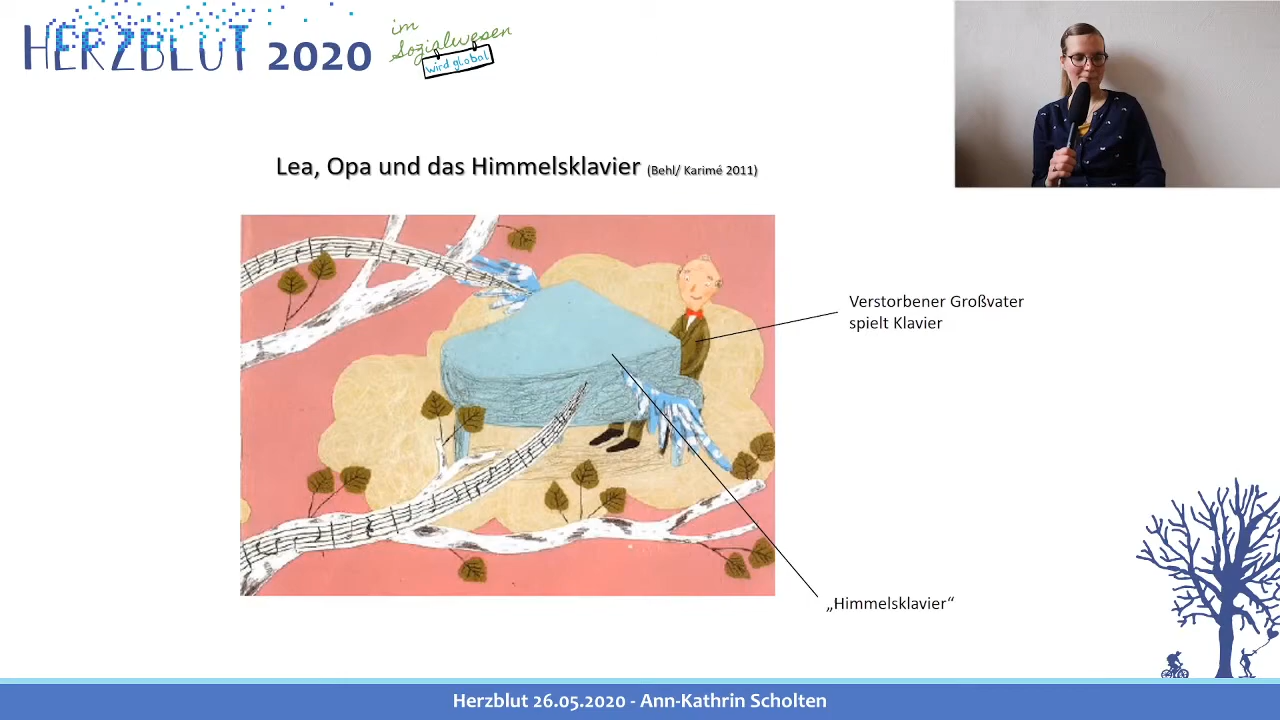 HERZBLUT 2020
im
Sozialwesen
wird global
Lea, Opa und das Himmelsklavier (Behl/ Karimé 2011)
Verstorbener Großvater
spielt Klavier
„Himmelsklavier“
Herzblut 26.05.2020 - Ann-Kathrin Scholten